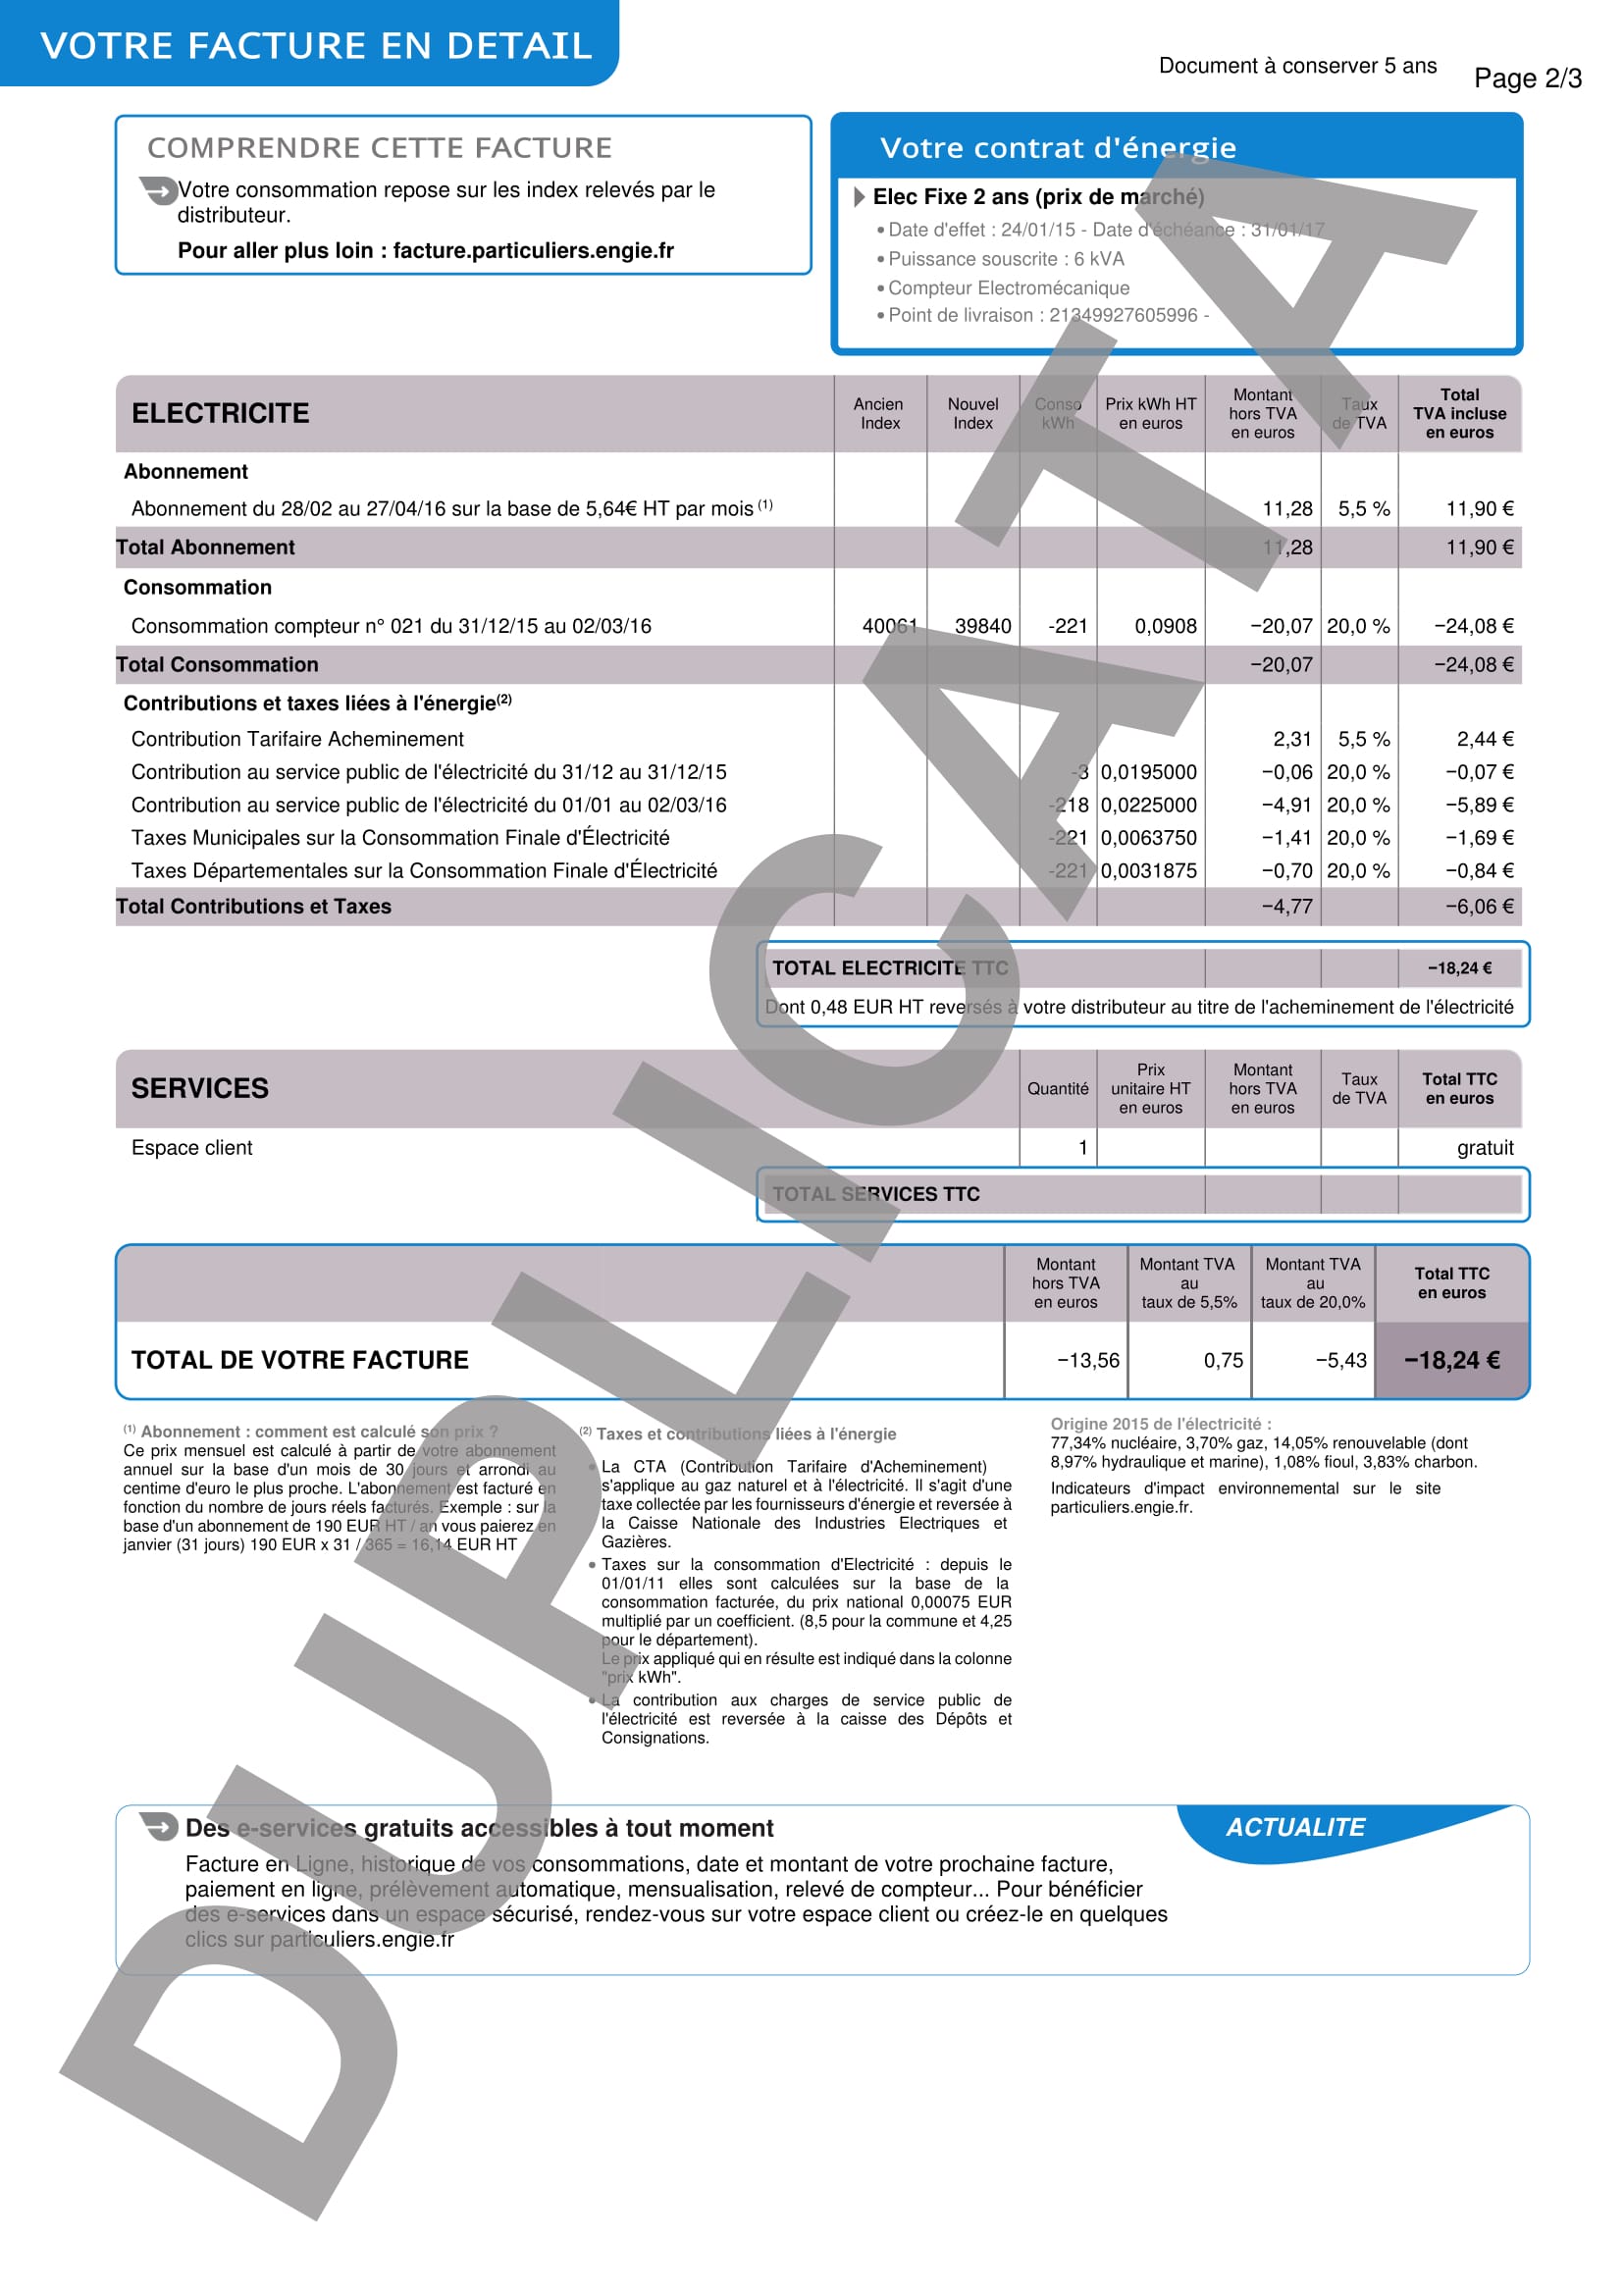 VOTRE FACTURE EN DETAIL
Document à conserver 5 ans
Page 2/3
COMPRENDRE CETTE FACTURE
Votre consommation repose sur les index relevés par le
distributeur.
Pour aller plus loin : facture.particuliers.engie.fr
Votre contrat d'énergie
Elec Fixe 2 ans (prix de marché)
• Date d'effet : 24/01/15 - Date d'échéance : 31/01/17
• Puissance souscrite : 6 kVA
• Compteur Electromécanique
• Point de livraison : 21349927605996 -
ELECTRICITE
Ancien Index
Nouvel Index
Conso kWh
Prix kWh HT en euros
Montant hors TVA en euros
Taux de TVA
Total TVA incluse en euros
Abonnement
Abonnement du 28/02 au 27/04/16 sur la base de 5,64€ HT par mois (1) 11,28 5,5 % 11,90 €
Total Abonnement 11,28 11,90 €
Consommation
Consommation compteur n° 021 du 31/12/15 au 02/03/16 40061 39840 -221 0,0908 −20,07 20,0 % −24,08 €
Total Consommation −20,07 −24,08 €
Contributions et taxes liées à l'énergie(2)
Contribution Tarifaire Acheminement 2,31 5,5 % 2,44 €
Contribution au service public de l'électricité du 31/12 au 31/12/15 -3 0,0195000 −0,06 20,0 % −0,07 €
Contribution au service public de l'électricité du 01/01 au 02/03/16 -218 0,0225000 −4,91 20,0 % −5,89 €
Taxes Municipales sur la Consommation Finale d'Électricité -221 0,0063750 −1,41 20,0 % −1,69 €
Taxes Départementales sur la Consommation Finale d'Électricité -221 0,0031875 −0,70 20,0 % −0,84 €
Total Contributions et Taxes −4,77 −6,06 €
TOTAL ELECTRICITE TTC −18,24 €
Dont 0,48 EUR HT reversés à votre distributeur au titre de l'acheminement de l'électricité
SERVICES
Quantité
Prix unitaire HT en euros
Montant hors TVA en euros
Taux de TVA
Total TTC en euros
Espace client 1 gratuit
TOTAL SERVICES TTC
Montant hors TVA en euros
Montant TVA au taux de 5,5%
Montant TVA au taux de 20,0%
Total TTC en euros
TOTAL DE VOTRE FACTURE −13,56 0,75 −5,43 −18,24 €
(1) Abonnement : comment est calculé son prix ?
Ce prix mensuel est calculé à partir de votre abonnement
annuel sur la base d'un mois de 30 jours et arrondi au
centime d'euro le plus proche. L'abonnement est facturé en
fonction du nombre de jours réels facturés. Exemple : sur la
base d'un abonnement de 190 EUR HT / an vous paierez en
janvier (31 jours) 190 EUR x 31 / 365 = 16,14 EUR HT
(2) Taxes et contributions liées à l'énergie
• La CTA (Contribution Tarifaire d'Acheminement)
s'applique au gaz naturel et à l'électricité. Il s'agit d'une
taxe collectée par les fournisseurs d'énergie et reversée à
la Caisse Nationale des Industries Electriques et
Gazières.
• Taxes sur la consommation d'Electricité : depuis le
01/01/11 elles sont calculées sur la base de la
consommation facturée, du prix national 0,00075 EUR
multiplié par un coefficient. (8,5 pour la commune et 4,25
pour le département).
Le prix appliqué qui en résulte est indiqué dans la colonne
"prix kWh".
• La contribution aux charges de service public de
l'électricité est reversée à la caisse des Dépôts et
Consignations.
Origine 2015 de l'électricité :
77,34% nucléaire, 3,70% gaz, 14,05% renouvelable (dont
8,97% hydraulique et marine), 1,08% fioul, 3,83% charbon.
Indicateurs d'impact environnemental sur le site
particuliers.engie.fr.
Des e-services gratuits accessibles à tout moment
ACTUALITE
Facture en Ligne, historique de vos consommations, date et montant de votre prochaine facture,
paiement en ligne, prélèvement automatique, mensualisation, relevé de compteur... Pour bénéficier
des e-services dans un espace sécurisé, rendez-vous sur votre espace client ou créez-le en quelques
clics sur particuliers.engie.fr
DUPLICATA